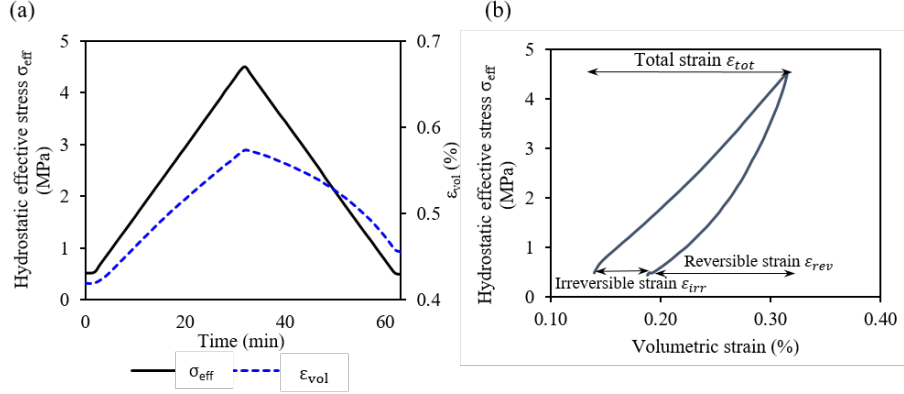 (a)
Hydrostatic effective stress σeff
(MPa)
5
4
3
2
1
0
0.7
0.6
0.5
0.4
εvol (%)
0
20
40
60
Time (min)
σeff
εvol
(b)
Hydrostatic effective stress σeff
(MPa)
5
4
3
2
1
0
Total strain εtot
Reversible strain εrev
Irreversible strain εirr
0.10
0.20
0.30
0.40
Volumetric strain (%)